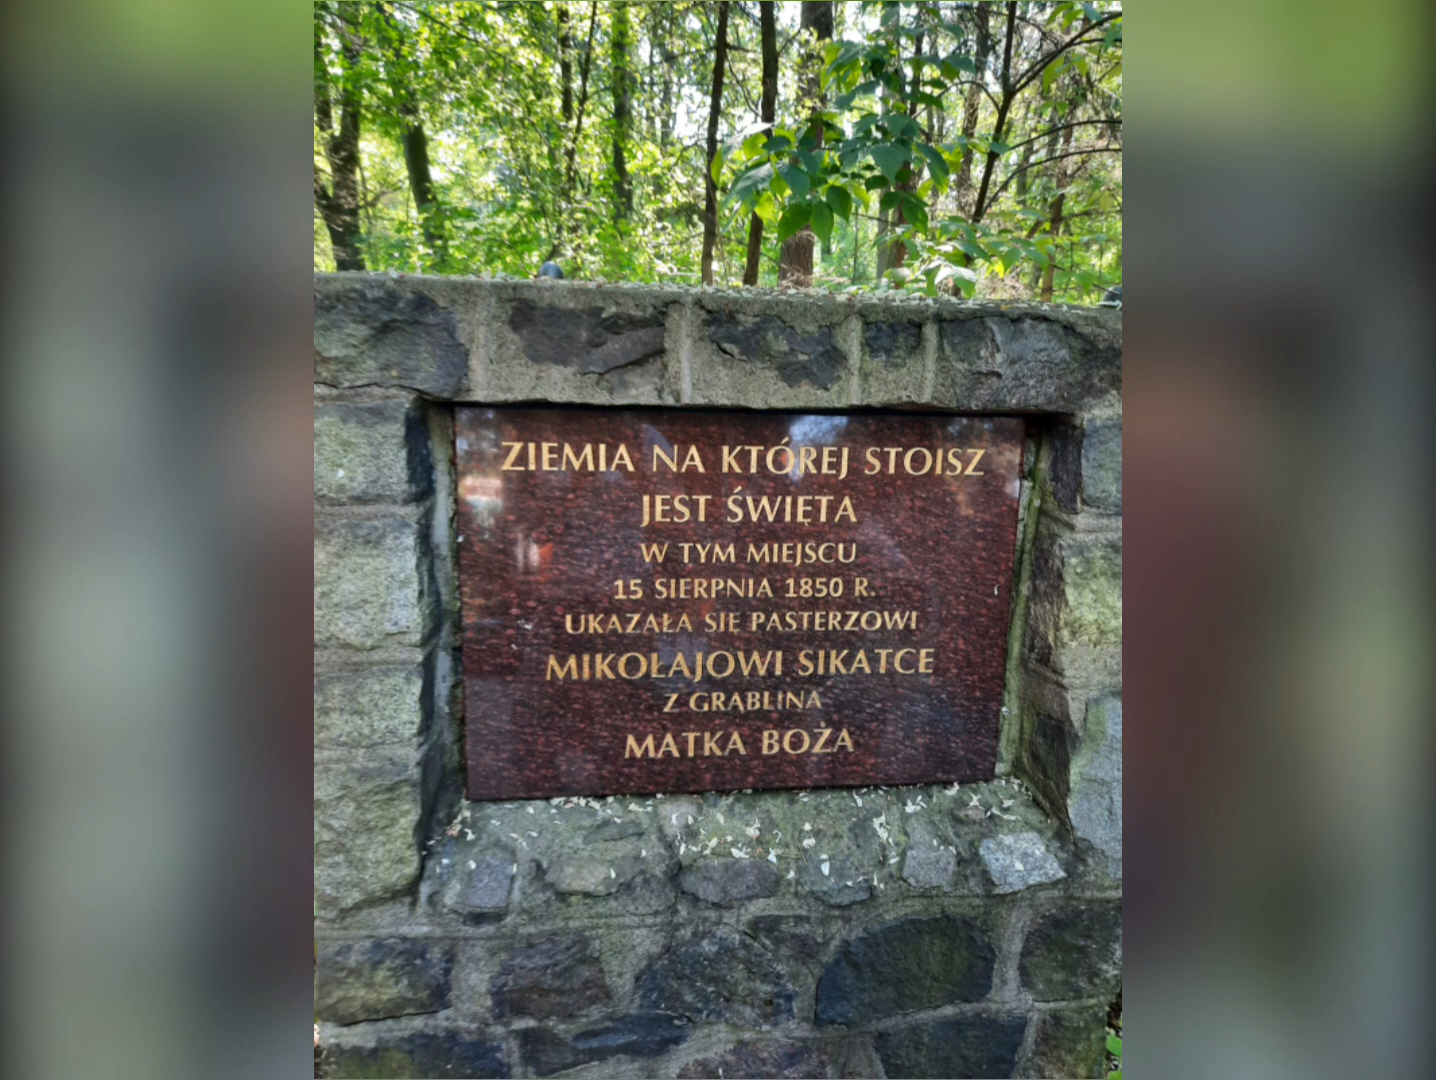 ZIEMIA NA KTÓREJ STOISZ
JEST ŚWIĘTA
W TYM MIEJSCU
15 SIERPNIA 1850 R.
UKAZAŁA SIĘ PASTERZOWI
MIKOŁAJOWI SIKATCE
Z GRĄBLINA
MATKA BOŻA